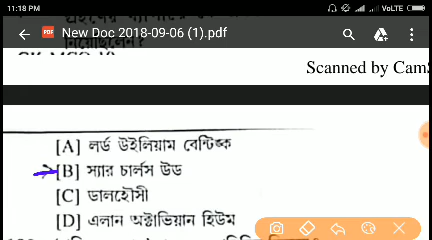 11:18 PM VoLTE
New Doc 2018-09-06 (1).pdf
নিয়েছিলেন ?
Scanned by CamS
[A] লর্ড উইলিয়াম বেন্টিঙ্ক
[B] স্যার চার্লস উড
[C] ডালহৌসী
[D] এলান অক্টাভিয়ান হিউম